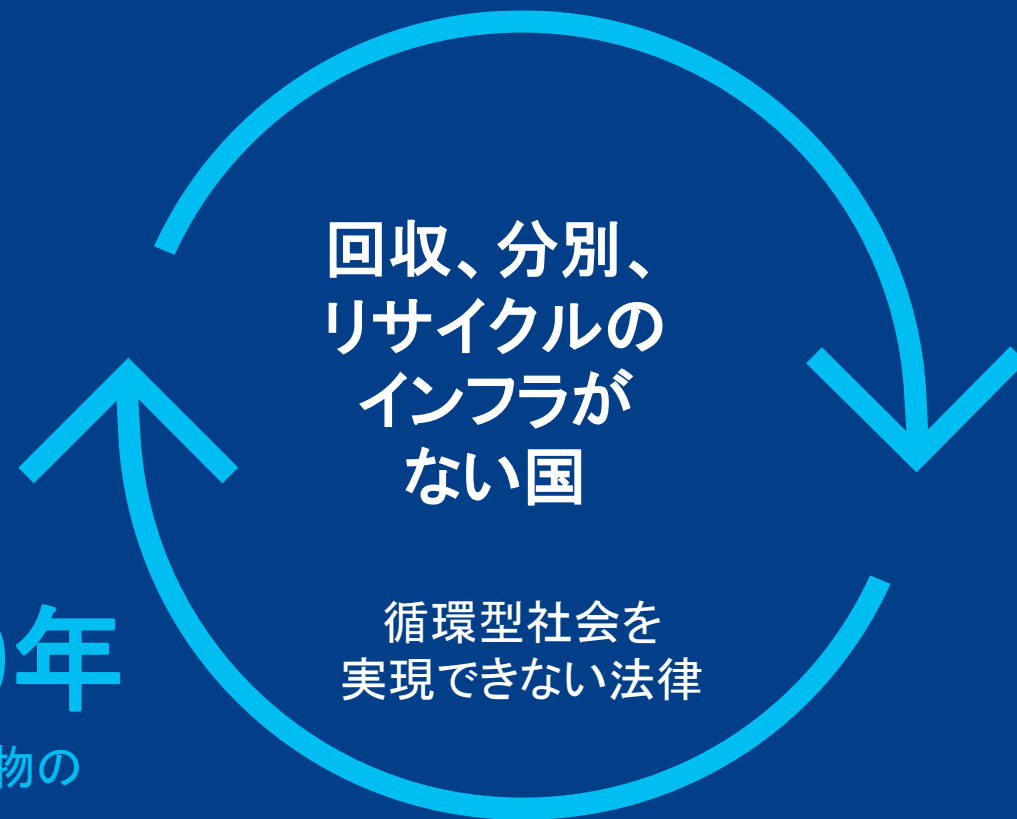 回収、分別、
リサイクルの
インフラが
ない国
循環型社会を
実現できない法律
年
物の